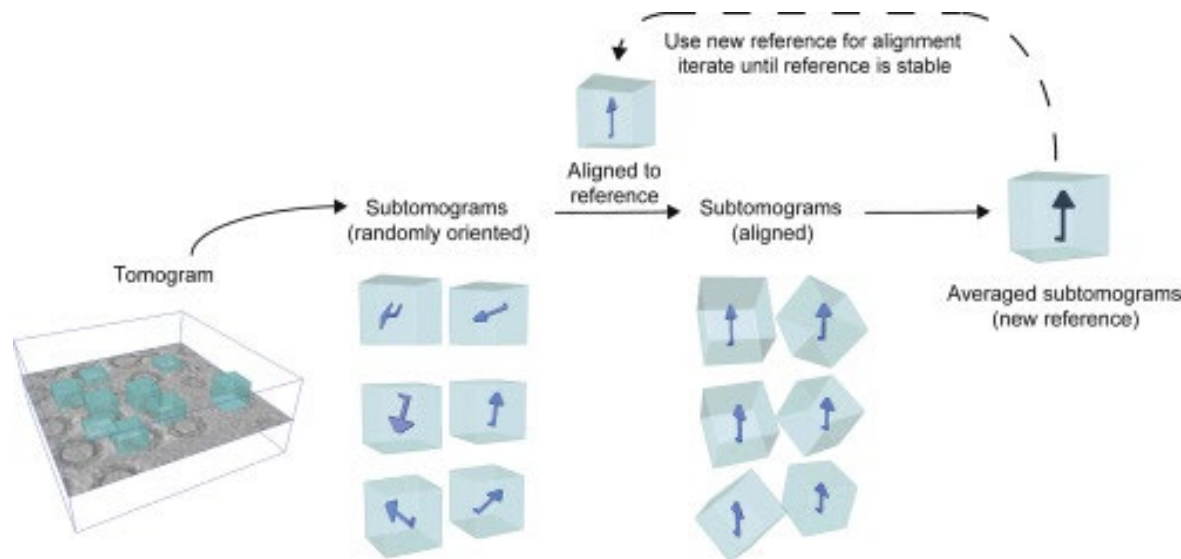 Use new reference for alignment
iterate until reference is stable
Aligned to
reference
Subtomograms
(randomly oriented)
Subtomograms
(aligned)
Tomogram
Averaged subtomograms
(new reference)